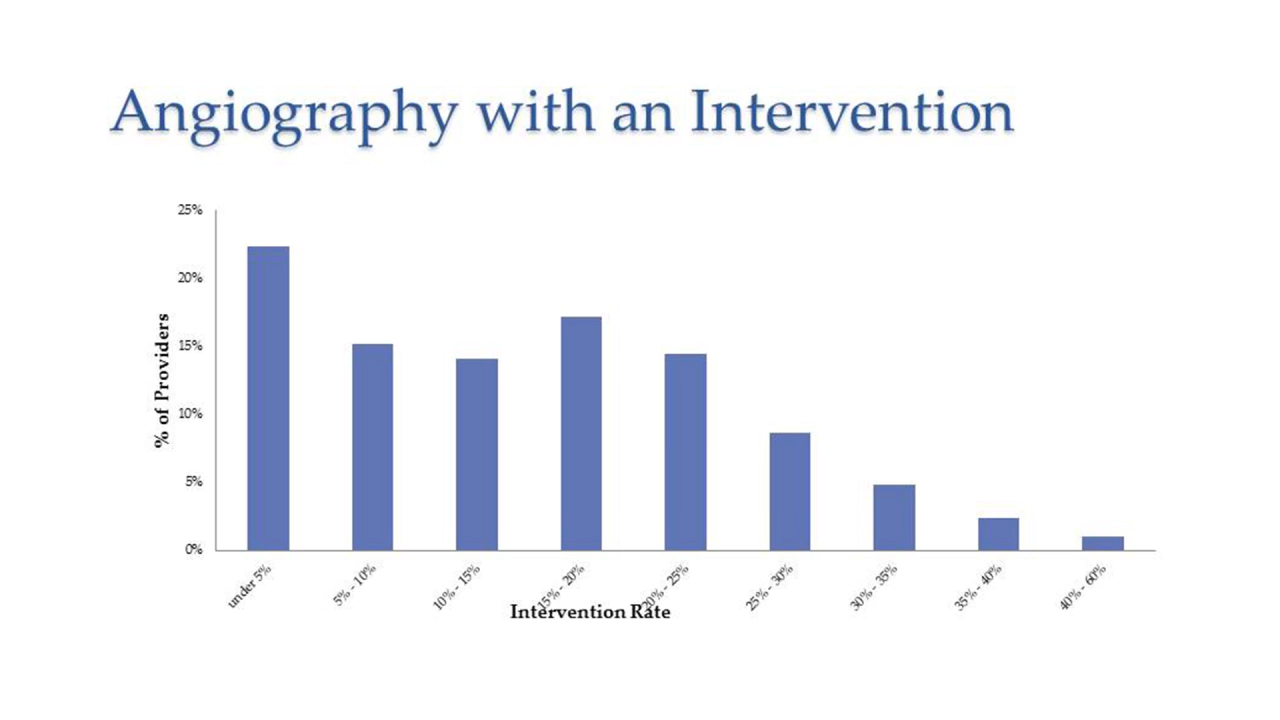 Angiography with an Intervention
25%
20%
15%
10%
5%
0%
% of Providers
under 5%
5% - 10%
10% - 15%
15% - 20%
20% - 25%
25% - 30%
30% - 35%
35% - 40%
40% - 60%
Intervention Rate